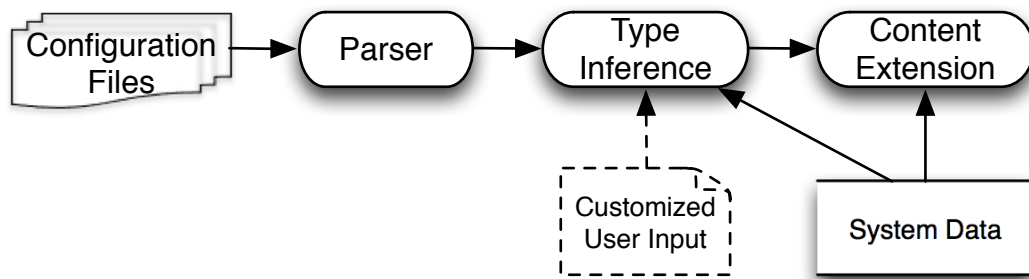 Configuration
Files
Parser
Type
Inference
Content
Extension
Customized
User Input
System Data